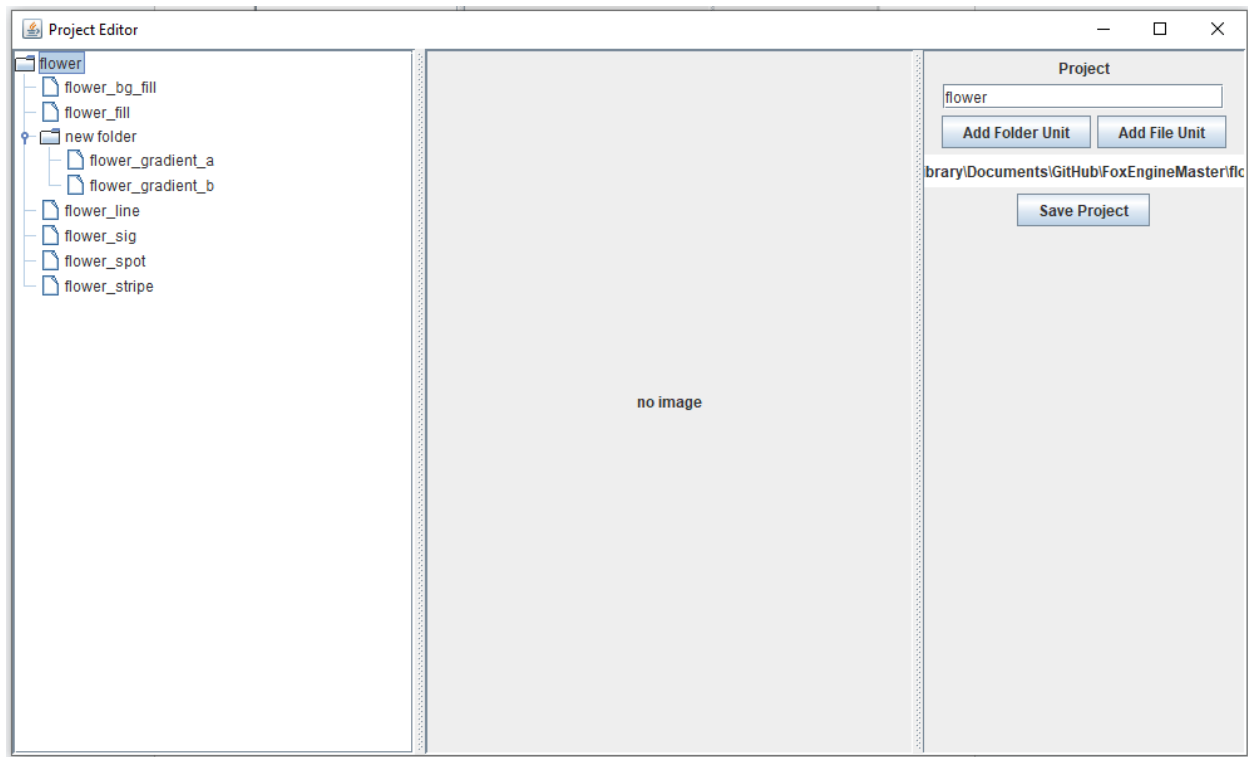 Project Editor
flower
flower_bg_fill
flower_fill
new folder
flower_gradient_a
flower_gradient_b
flower_line
flower_sig
flower_spot
flower_stripe
no image
Project
flower
Add Folder Unit
Add File Unit
ibrary\Documents\GitHub\FoxEngineMaster\flo
Save Project